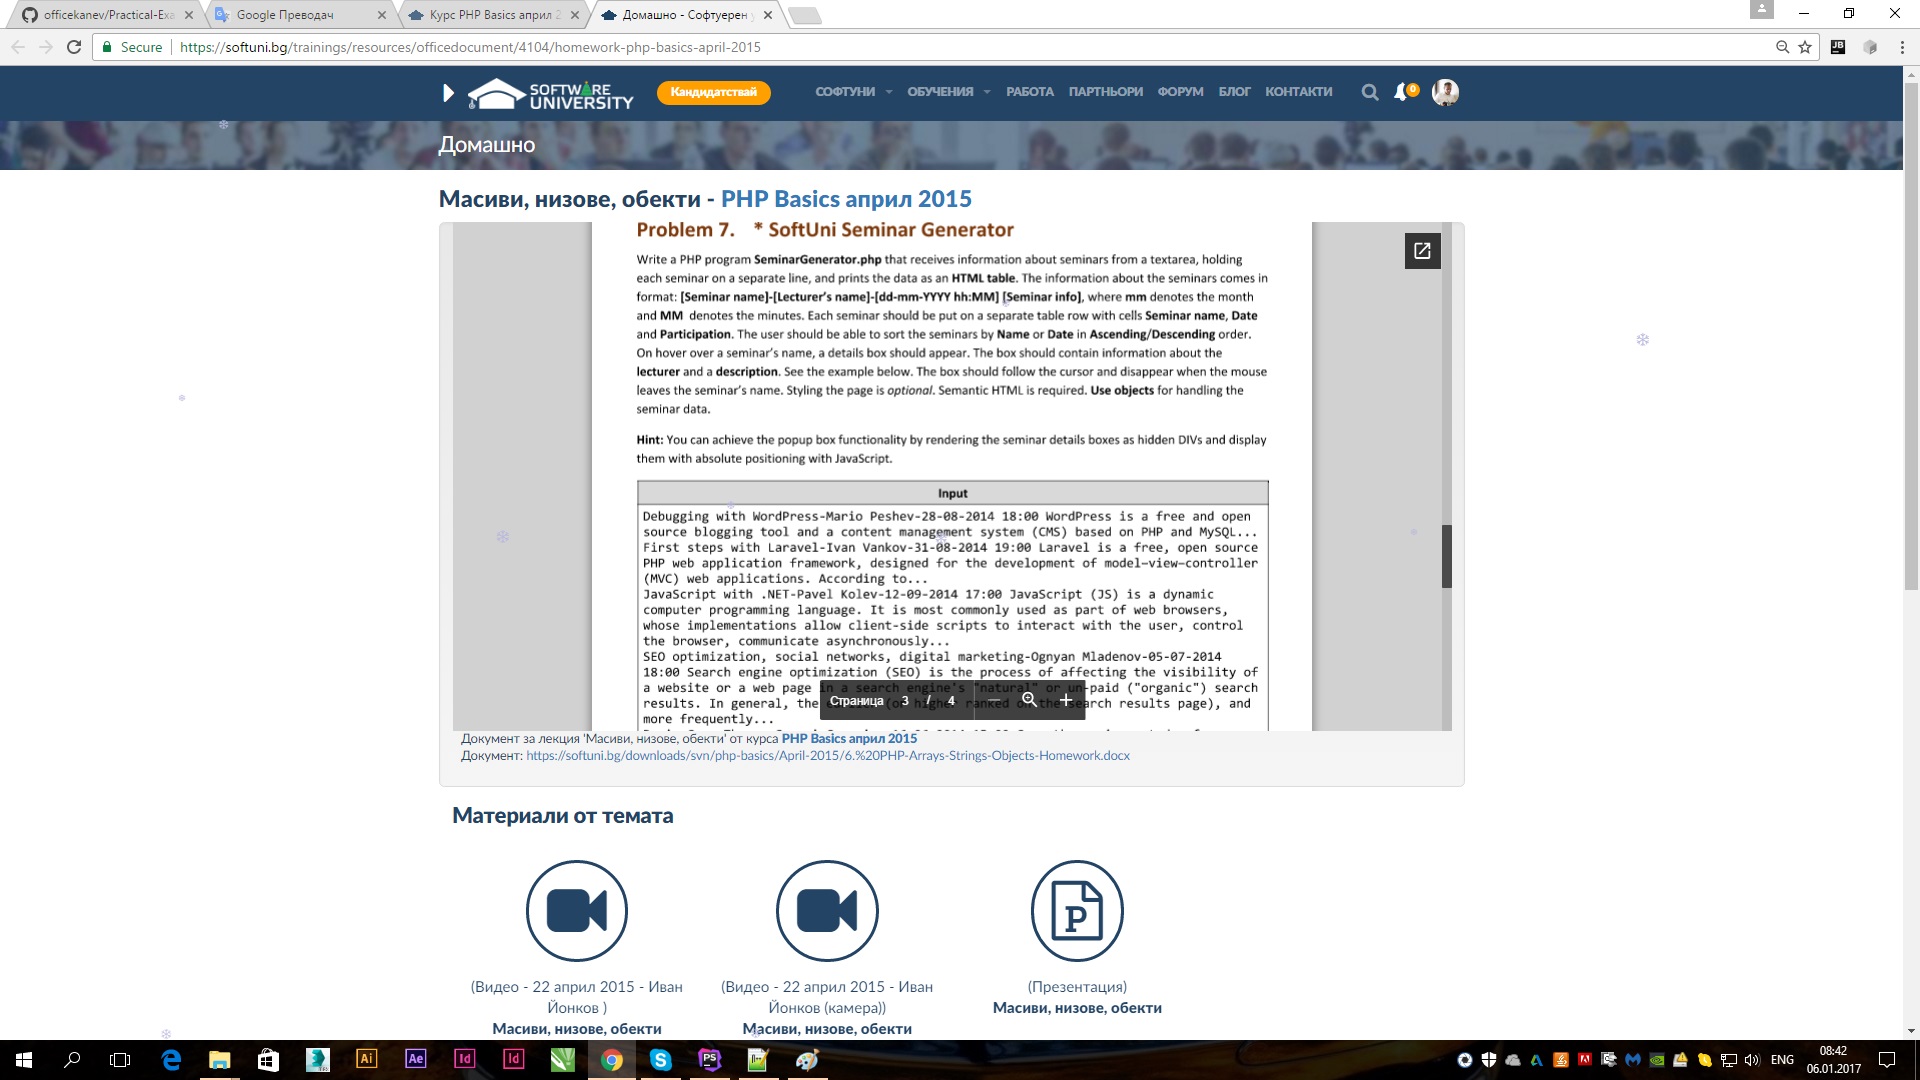 officekanev/Practical-Exa
Google Преводач
Курс PHP Basics април 2
Домашно - Софтуерен у
Secure
https://softuni.bg/trainings/resources/officedocument/4104/homework-php-basics-april-2015
SOFTWARE
UNIVERSITY
Кандидатствай
СОФТУНИ
ОБУЧЕНИЯ
РАБОТА
ПАРТНЬОРИ
ФОРУМ
БЛОГ
КОНТАКТИ
0
Домашно
Масиви, низове, обекти - PHP Basics април 2015
Problem 7. * SoftUni Seminar Generator
Write a PHP program SeminarGenerator.php that receives information about seminars from a textarea, holding
each seminar on a separate line, and prints the data as an HTML table. The information about the seminars comes in
format: [Seminar name]-[Lecturer's name]-[dd-mm-YYYY hh:MM] [Seminar info], where mm denotes the month
and MM denotes the minutes. Each seminar should be put on a separate table row with cells Seminar name, Date
and Participation. The user should be able to sort the seminars by Name or Date in Ascending/Descending order.
On hover over a seminar's name, a details box should appear. The box should contain information about the
lecturer and a description. See the example below. The box should follow the cursor and disappear when the mouse
leaves the seminar's name. Styling the page is optional. Semantic HTML is required. Use objects for handling the
seminar data.
Hint: You can achieve the popup box functionality by rendering the seminar details boxes as hidden DIVs and display
them with absolute positioning with JavaScript.
Input
Debugging with WordPress-Mario Peshev-28-08-2014 18:00 WordPress is a free and open
source blogging tool and a content management system (CMS) based on PHP and MySQL...
First steps with Laravel-Ivan Vankov-31-08-2014 19:00 Laravel is a free, open source
PHP web application framework, designed for the development of model–view–controller
(MVC) web applications. According to...
JavaScript with .NET-Pavel Kolev-12-09-2014 17:00 JavaScript (JS) is a dynamic
computer programming language. It is most commonly used as part of web browsers,
whose implementations allow client-side scripts to interact with the user, control
the browser, communicate asynchronously...
SEO optimization, social networks, digital marketing-Ognyan Mladenov-05-07-2014
18:00 Search engine optimization (SEO) is the process of affecting the visibility of
a website or a web page in a search engine's "natural" or un-paid ("organic") search
results. In general, the earlier (or higher ranked on the search results page), and
more frequently...
Страница 3 / 4
Документ за лекция 'Масиви, низове, обекти' от курса PHP Basics април 2015
Документ: https://softuni.bg/downloads/svn/php-basics/April-2015/6.%20PHP-Arrays-Strings-Objects-Homework.docx
Материали от темата
(Видео - 22 април 2015 - Иван
Йонков )
Масиви, низове, обекти
(Видео - 22 април 2015 - Иван
Йонков (камера))
Масиви, низове, обекти
P
(Презентация)
Масиви, низове, обекти
ENG
08:42
06.01.2017